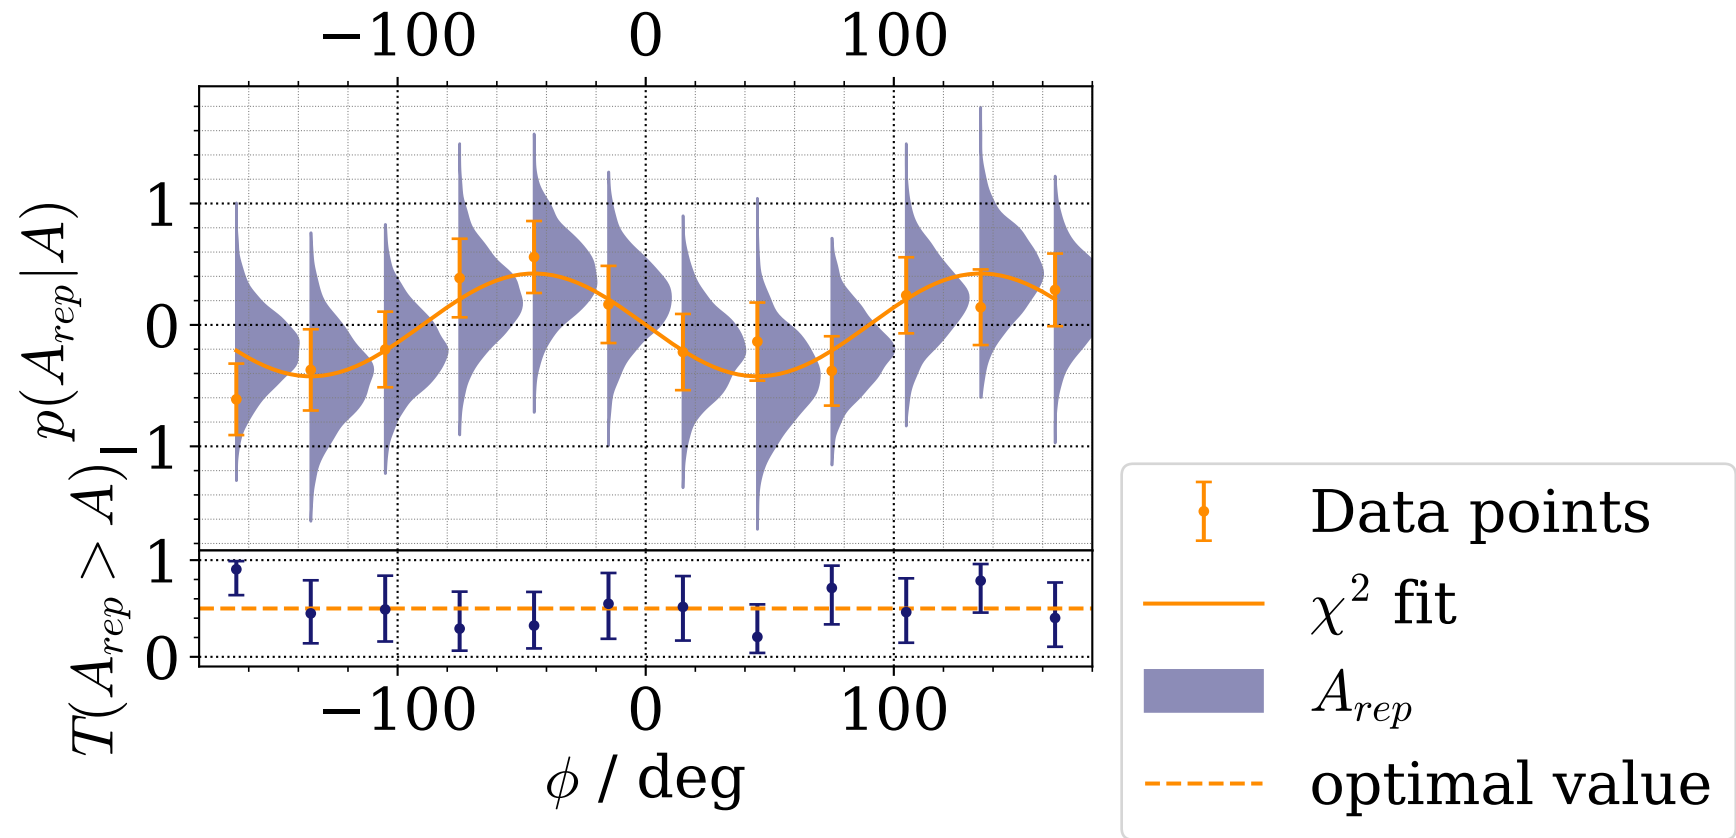 −100 0 100
p(A_rep|A)
1
0
−1
T(A_rep > A)
1
0
−100 0 100
ϕ / deg
Data points
χ² fit
A_rep
optimal value